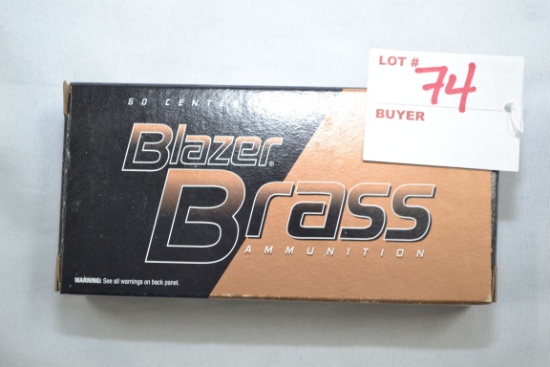 LOT # 74
BUYER
50 CENTE
Blazer®
Brass
AMMUNITION
WARNING: See all warnings on back panel.